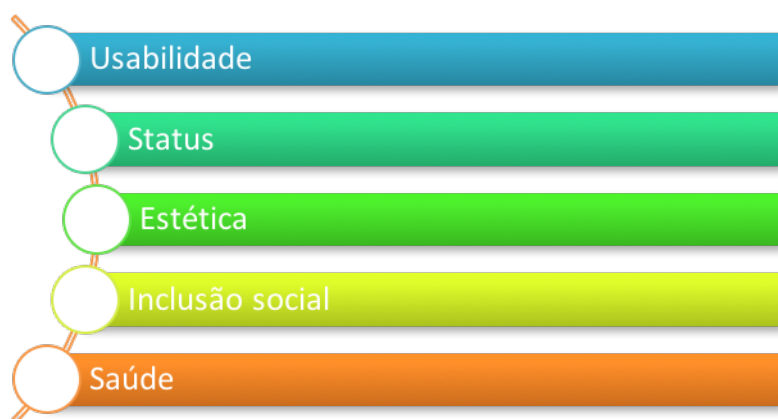 Usabilidade
Status
Estética
Inclusão social
Saúde